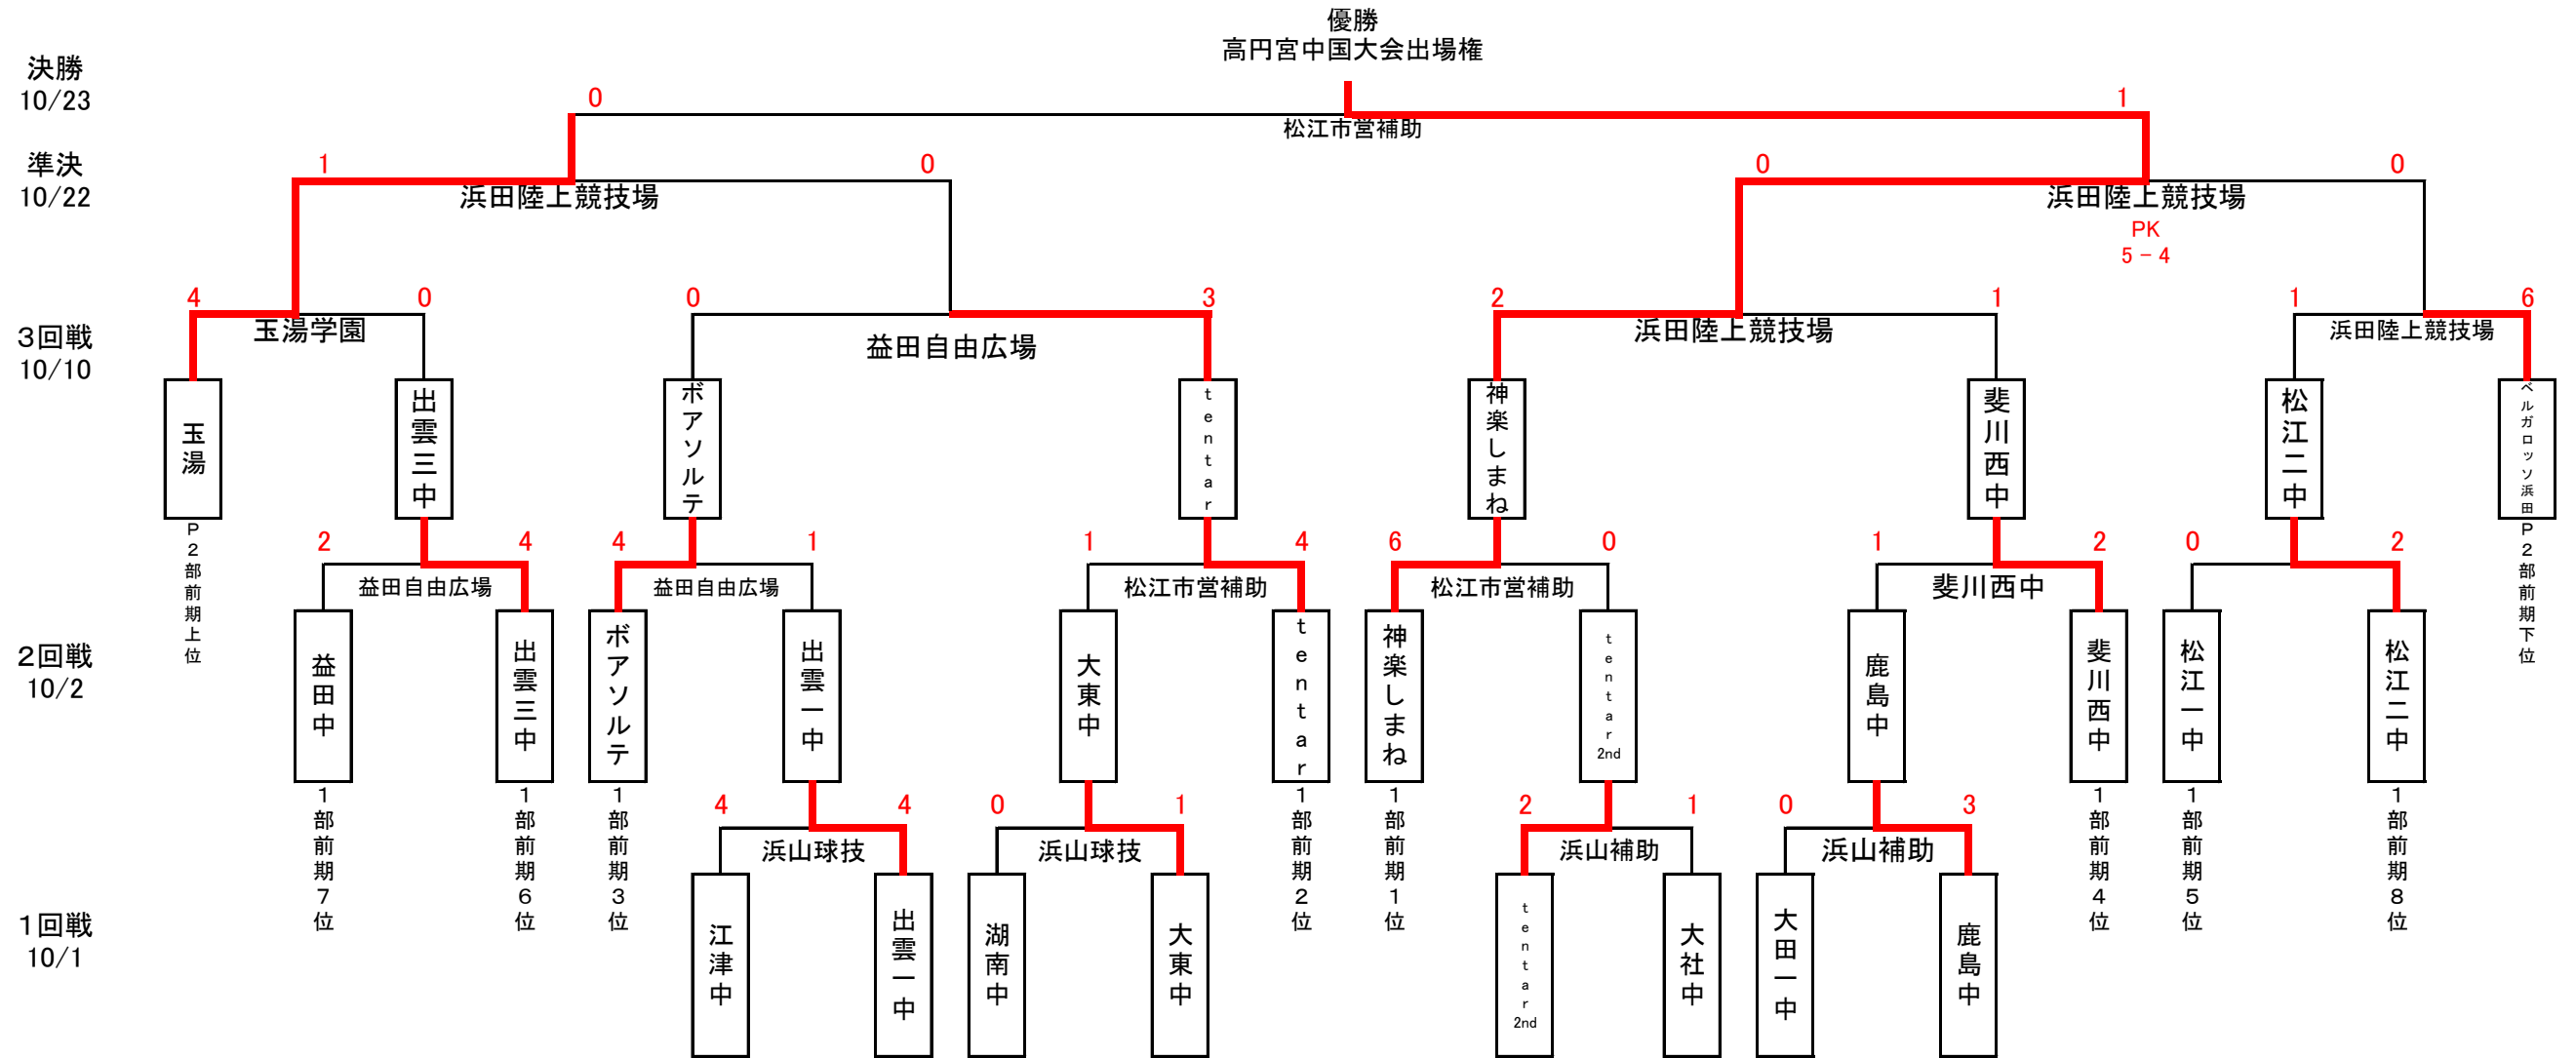 優勝
高円宮中国大会出場権
決勝
10/23
0
1
松江市営補助
準決
10/22
1
0
0
0
浜田陸上競技場
浜田陸上競技場
PK
5－4
3回戦
10/10
4
0
0
3
2
1
1
6
玉湯学園
益田自由広場
浜田陸上競技場
浜田陸上競技場
玉湯
出雲三中
ボアソルテ
tentar
神楽しまね
斐川西中
松江二中
ベルガロッソ浜田
P2部前期上位
P2部前期下位
2
4
4
1
1
4
6
0
1
2
0
2
益田自由広場
益田自由広場
松江市営補助
松江市営補助
斐川西中
2回戦
10/2
益田中
出雲三中
ボアソルテ
出雲一中
大東中
tentar
神楽しまね
tentar2nd
鹿島中
斐川西中
松江一中
松江二中
1部前期7位
1部前期6位
1部前期3位
1部前期2位
1部前期1位
1部前期4位
1部前期5位
1部前期8位
4
4
0
1
2
1
0
3
浜山球技
浜山球技
浜山補助
浜山補助
1回戦
10/1
江津中
出雲一中
湖南中
大東中
tentar2nd
大社中
大田一中
鹿島中